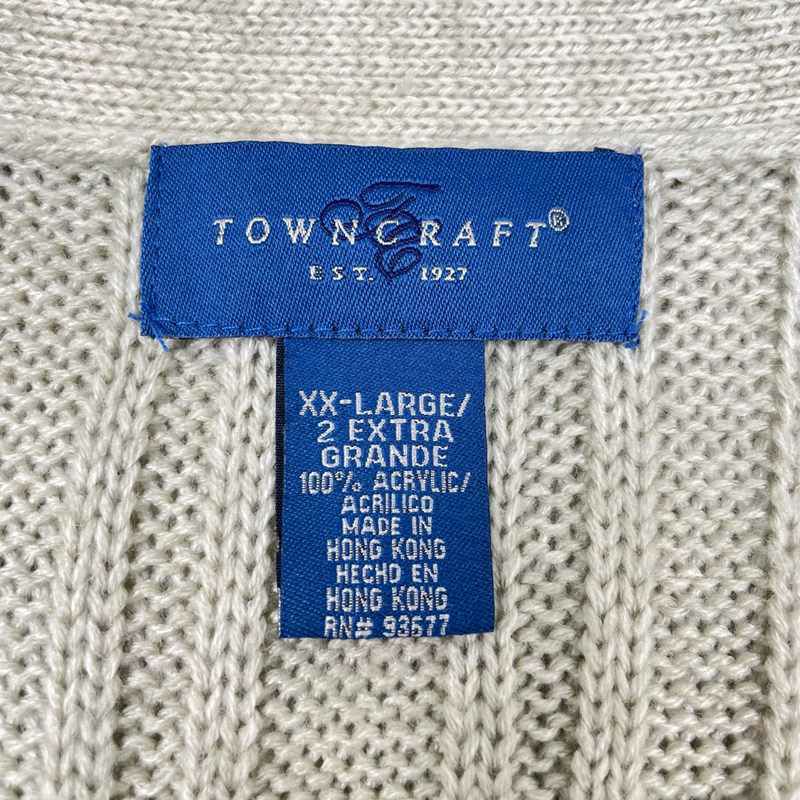 TOWNCRAFT®
EST. 1927
XX-LARGE/
2 EXTRA
GRANDE
100% ACRYLIC/
ACRILICO
MADE IN
HONG KONG
HECHO EN
HONG KONG
RN# 93677